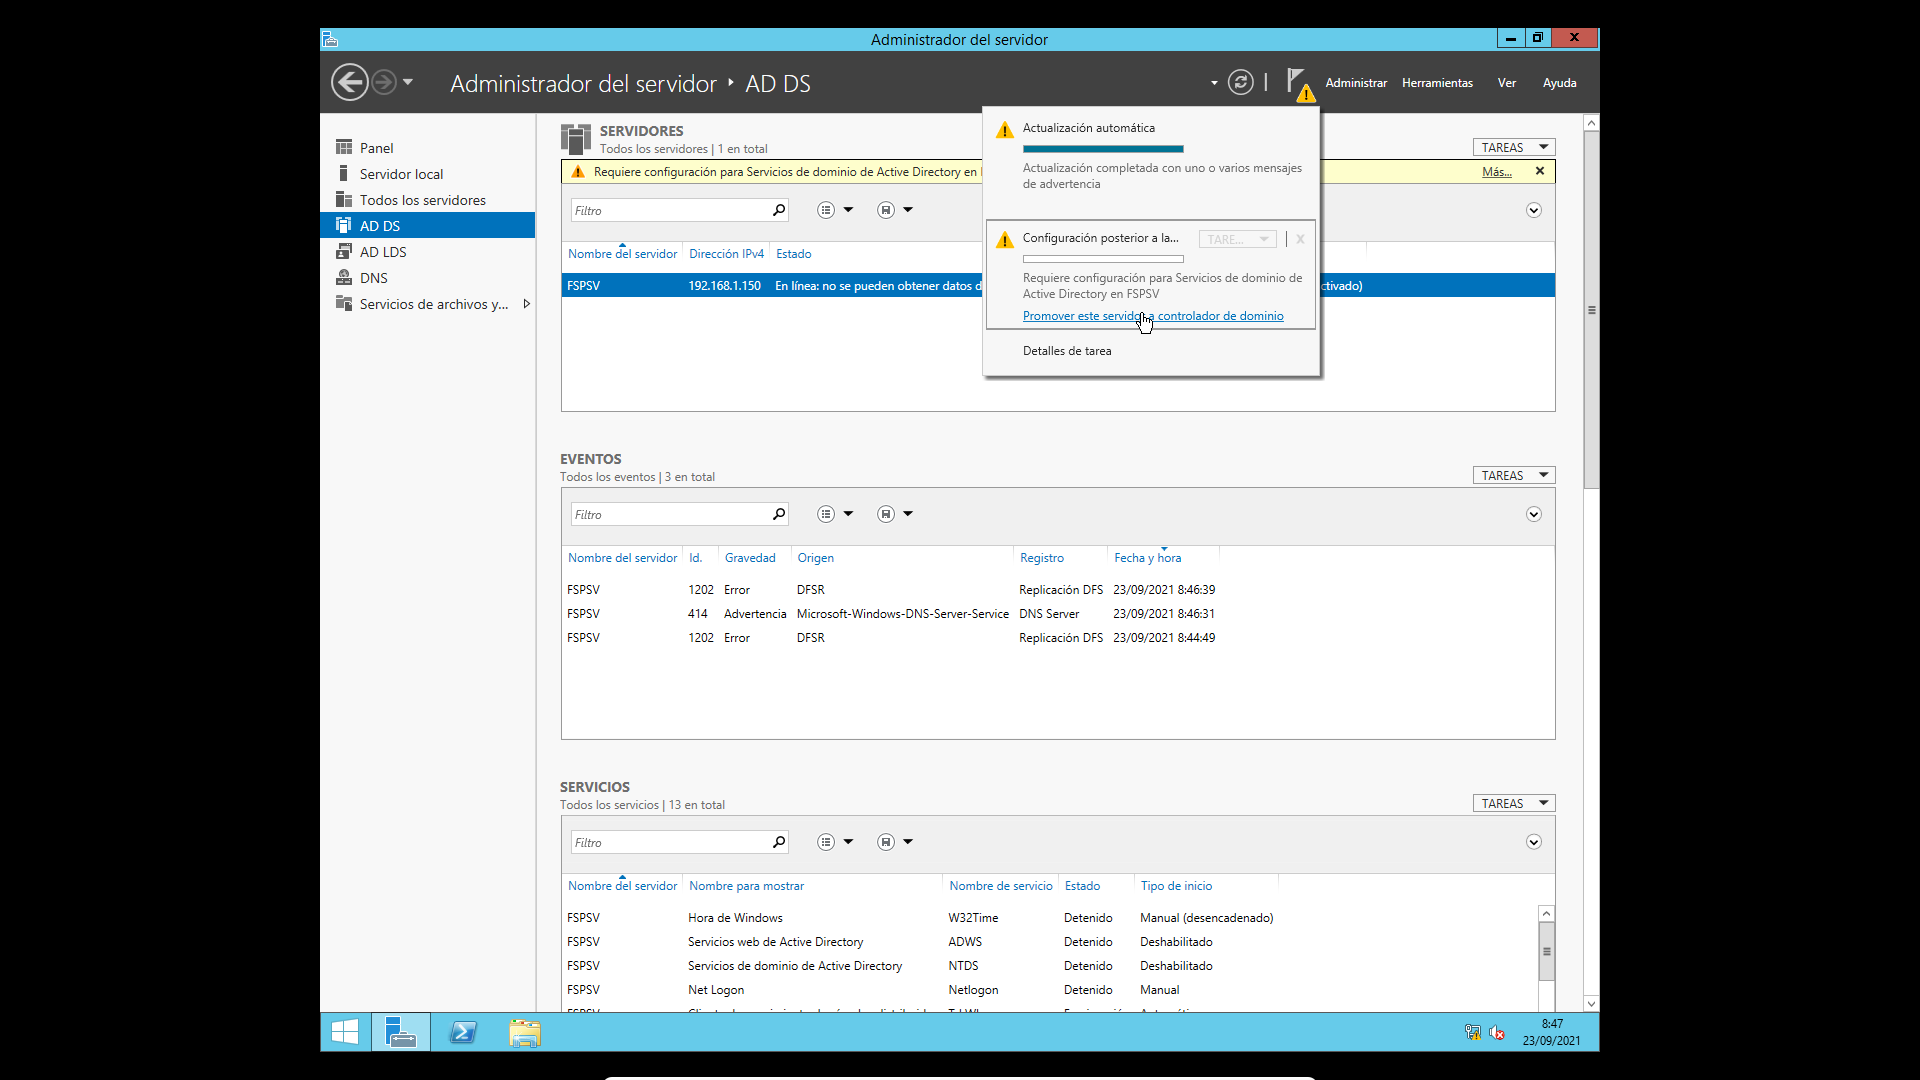 Administrador del servidor
Administrador del servidor ‣ AD DS
Administrar Herramientas Ver Ayuda
Panel
Servidor local
Todos los servidores
AD DS
AD LDS
DNS
Servicios de archivos y...
SERVIDORES
Todos los servidores | 1 en total
TAREAS
Requiere configuración para Servicios de dominio de Active Directory en
Más...
Filtro
Nombre del servidor Dirección IPv4 Estado
FSPSV 192.168.1.150 En línea: no se pueden obtener datos d
ctivado)
Actualización automática
Actualización completada con uno o varios mensajes
de advertencia
Configuración posterior a la...
TARE...
X
Requiere configuración para Servicios de dominio de
Active Directory en FSPSV
Promover este servidor a controlador de dominio
Detalles de tarea
EVENTOS
Todos los eventos | 3 en total
TAREAS
Filtro
Nombre del servidor Id. Gravedad Origen Registro Fecha y hora
FSPSV 1202 Error DFSR Replicación DFS 23/09/2021 8:46:39
FSPSV 414 Advertencia Microsoft-Windows-DNS-Server-Service DNS Server 23/09/2021 8:46:31
FSPSV 1202 Error DFSR Replicación DFS 23/09/2021 8:44:49
SERVICIOS
Todos los servicios | 13 en total
TAREAS
Filtro
Nombre del servidor Nombre para mostrar Nombre de servicio Estado Tipo de inicio
FSPSV Hora de Windows W32Time Detenido Manual (desencadenado)
FSPSV Servicios web de Active Directory ADWS Detenido Deshabilitado
FSPSV Servicios de dominio de Active Directory NTDS Detenido Deshabilitado
FSPSV Net Logon Netlogon Detenido Manual
8:47
23/09/2021